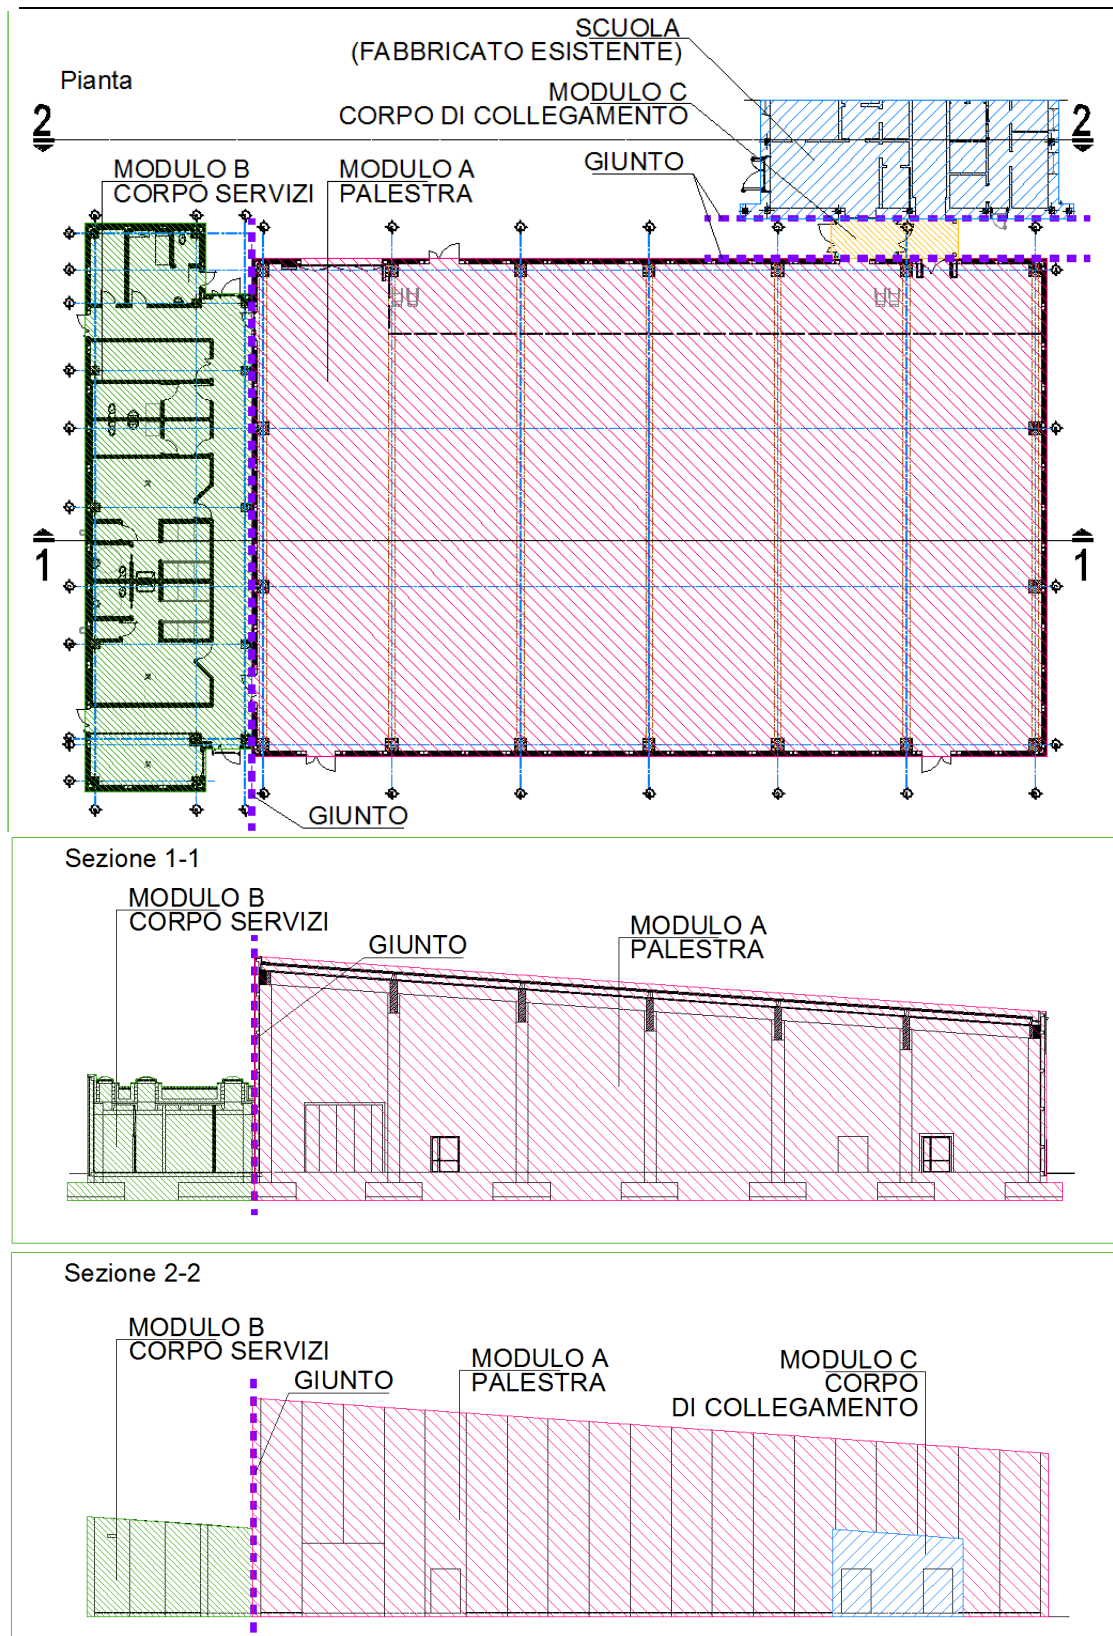 SCUOLA
(FABBRICATO ESISTENTE)
Pianta
MODULO C
CORPO DI COLLEGAMENTO
2
2
MODULO B
CORPO SERVIZI
MODULO A
PALESTRA
GIUNTO
1
1
GIUNTO
Sezione 1-1
MODULO B
CORPO SERVIZI
GIUNTO
MODULO A
PALESTRA
Sezione 2-2
MODULO B
CORPO SERVIZI
GIUNTO
MODULO A
PALESTRA
MODULO C
CORPO
DI COLLEGAMENTO